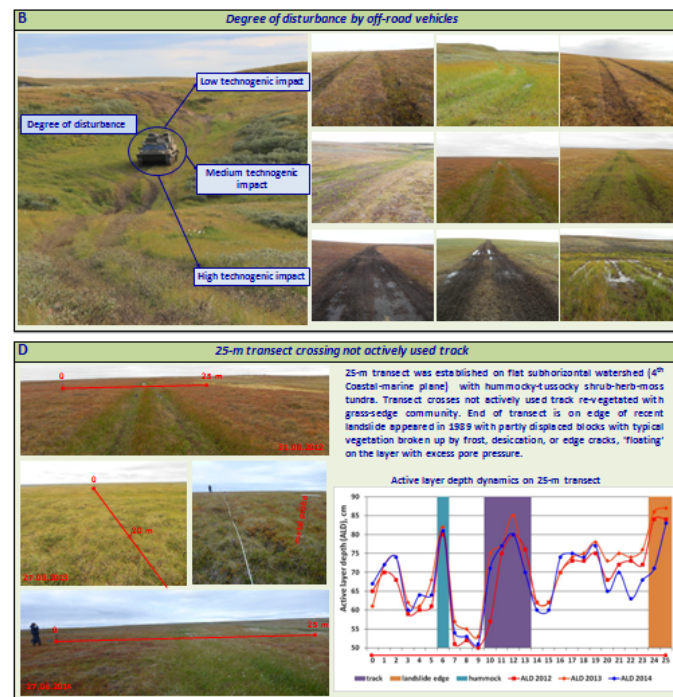 B
Degree of disturbance by off-road vehicles
Low technogenic impact
Degree of disturbance
Medium technogenic
impact
High technogenic impact
D
25-m transect crossing not actively used track
0
25 m
0
20 m
0
25 m
25-m transect was established on flat subhorizontal watershed (4th
Coastal-marine plane) with hummocky-tussocky shrub-herb-moss
tundra. Transect crosses not actively used track re-vegetated with
grass-sedge community. End of transect is on edge of recent
landslide appeared in 1989 with partly displaced blocks with typical
vegetation broken up by frost, desiccation, or edge cracks, 'floating'
on the layer with excess pore pressure.
Active layer depth dynamics on 25-m transect
Active layer depth (ALD), cm
90
85
80
75
70
65
60
55
50
0 1 2 3 4 5 6 7 8 9 10 11 12 13 14 15 16 17 18 19 20 21 22 23 24 25
track landslide edge hummock ALD 2012 ALD 2013 ALD 2014